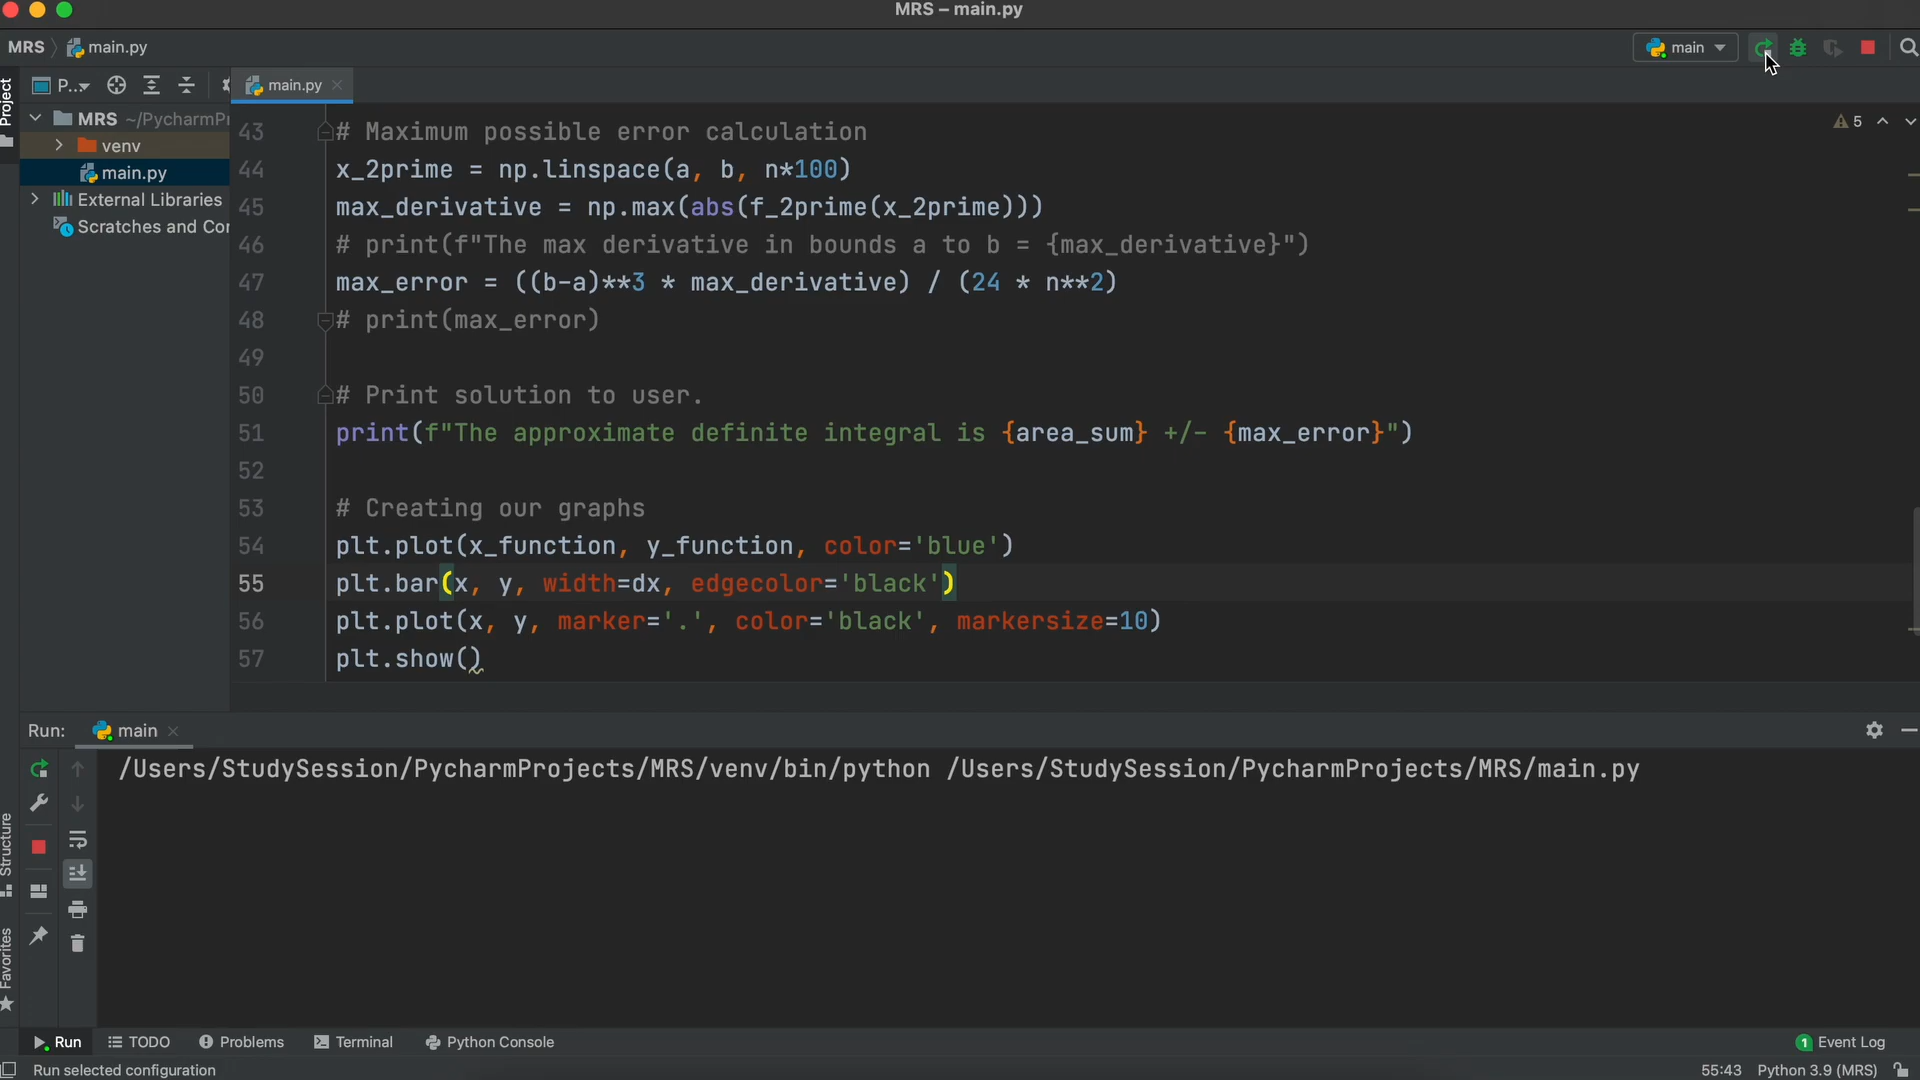 MRS – main.py
MRS main.py
main
Project
P...
main.py
MRS ~/PycharmPr
venv
main.py
External Libraries
Scratches and Cor
5
43 # Maximum possible error calculation
44 x_2prime = np.linspace(a, b, n*100)
45 max_derivative = np.max(abs(f_2prime(x_2prime)))
46 # print(f"The max derivative in bounds a to b = {max_derivative}")
47 max_error = ((b-a)**3 * max_derivative) / (24 * n**2)
48 # print(max_error)
49
50 # Print solution to user.
51 print(f"The approximate definite integral is {area_sum} +/- {max_error}")
52
53 # Creating our graphs
54 plt.plot(x_function, y_function, color='blue')
55 plt.bar(x, y, width=dx, edgecolor='black')
56 plt.plot(x, y, marker='.', color='black', markersize=10)
57 plt.show()
Run: main
/Users/StudySession/PycharmProjects/MRS/venv/bin/python /Users/StudySession/PycharmProjects/MRS/main.py
Structure
Favorites
Run TODO Problems Terminal Python Console 1 Event Log
Run selected configuration 55:43 Python 3.9 (MRS)